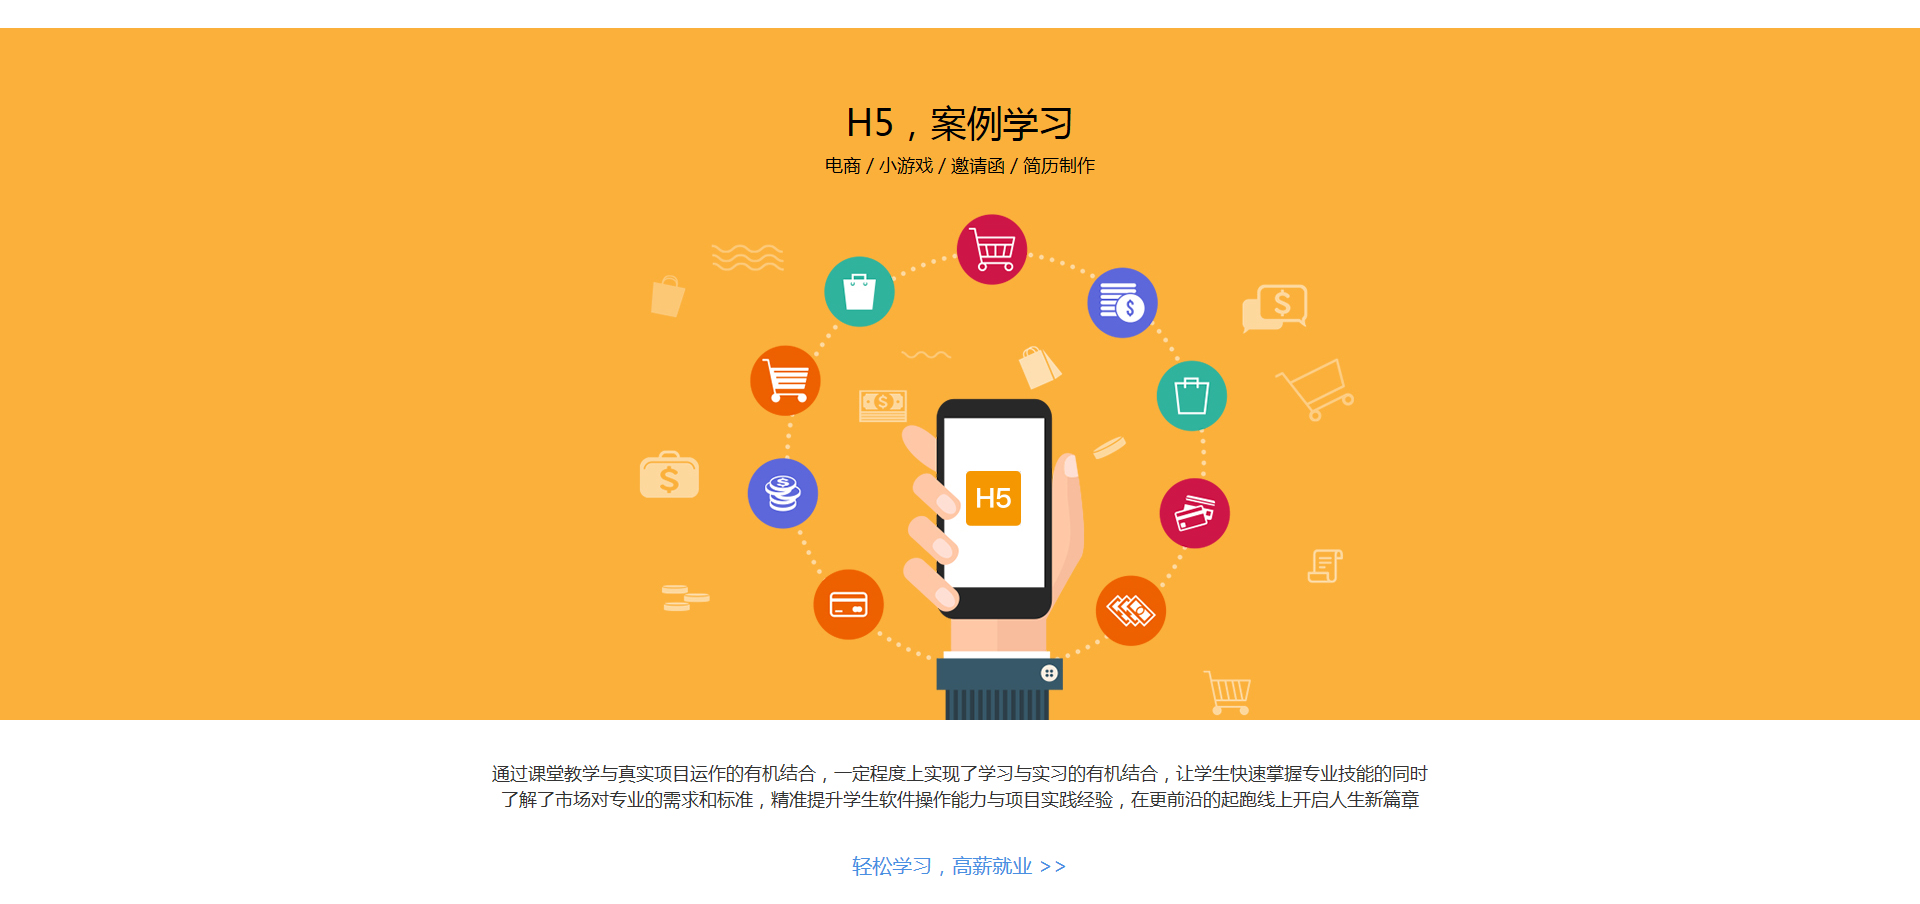 H5，案例学习
电商 / 小游戏 / 邀请函 / 简历制作
H5
通过课堂教学与真实项目运作的有机结合，一定程度上实现了学习与实习的有机结合，让学生快速掌握专业技能的同时
了解了市场对专业的需求和标准，精准提升学生软件操作能力与项目实践经验，在更前沿的起跑线上开启人生新篇章
轻松学习，高薪就业 >>